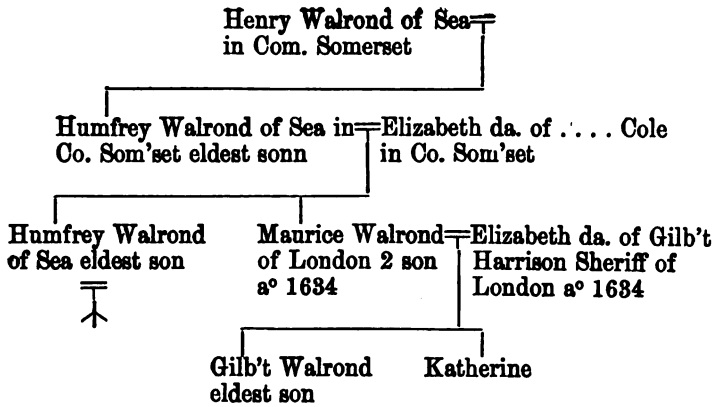 Henry Walrond of Sea
in Com. Somerset
Humfrey Walrond of Sea in
Co. Som'set eldest sonn
Elizabeth da. of ..... Cole
in Co. Som'set
Humfrey Walrond
of Sea eldest son
Maurice Walrond
of London 2 son
aº 1634
Elizabeth da. of Gilb't
Harrison Sheriff of
London aº 1634
Gilb't Walrond
eldest son
Katherine